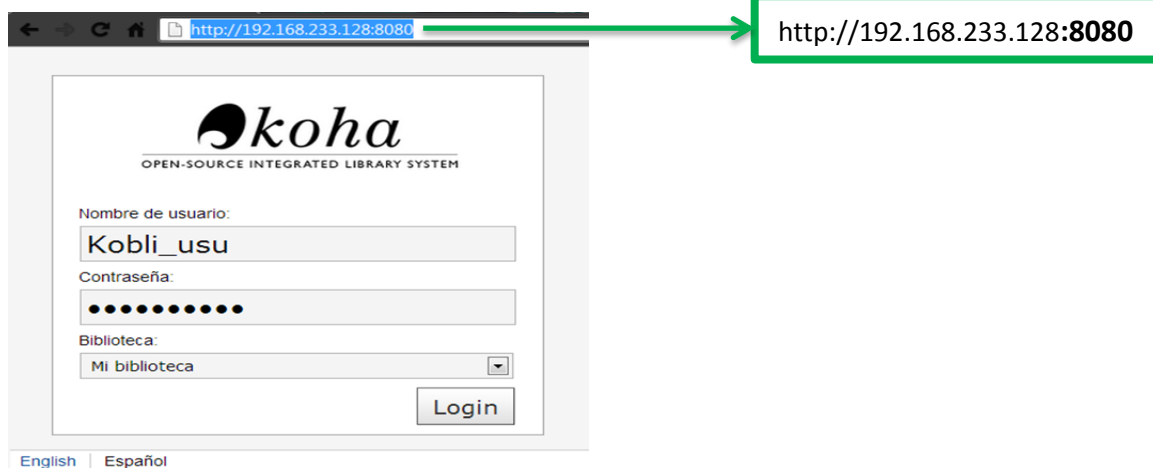 http://192.168.233.128:8080
http://192.168.233.128:8080
koha
OPEN-SOURCE INTEGRATED LIBRARY SYSTEM
Nombre de usuario:
Kobli_usu
Contraseña:
●●●●●●●●●●
Biblioteca:
Mi biblioteca
Login
English | Español